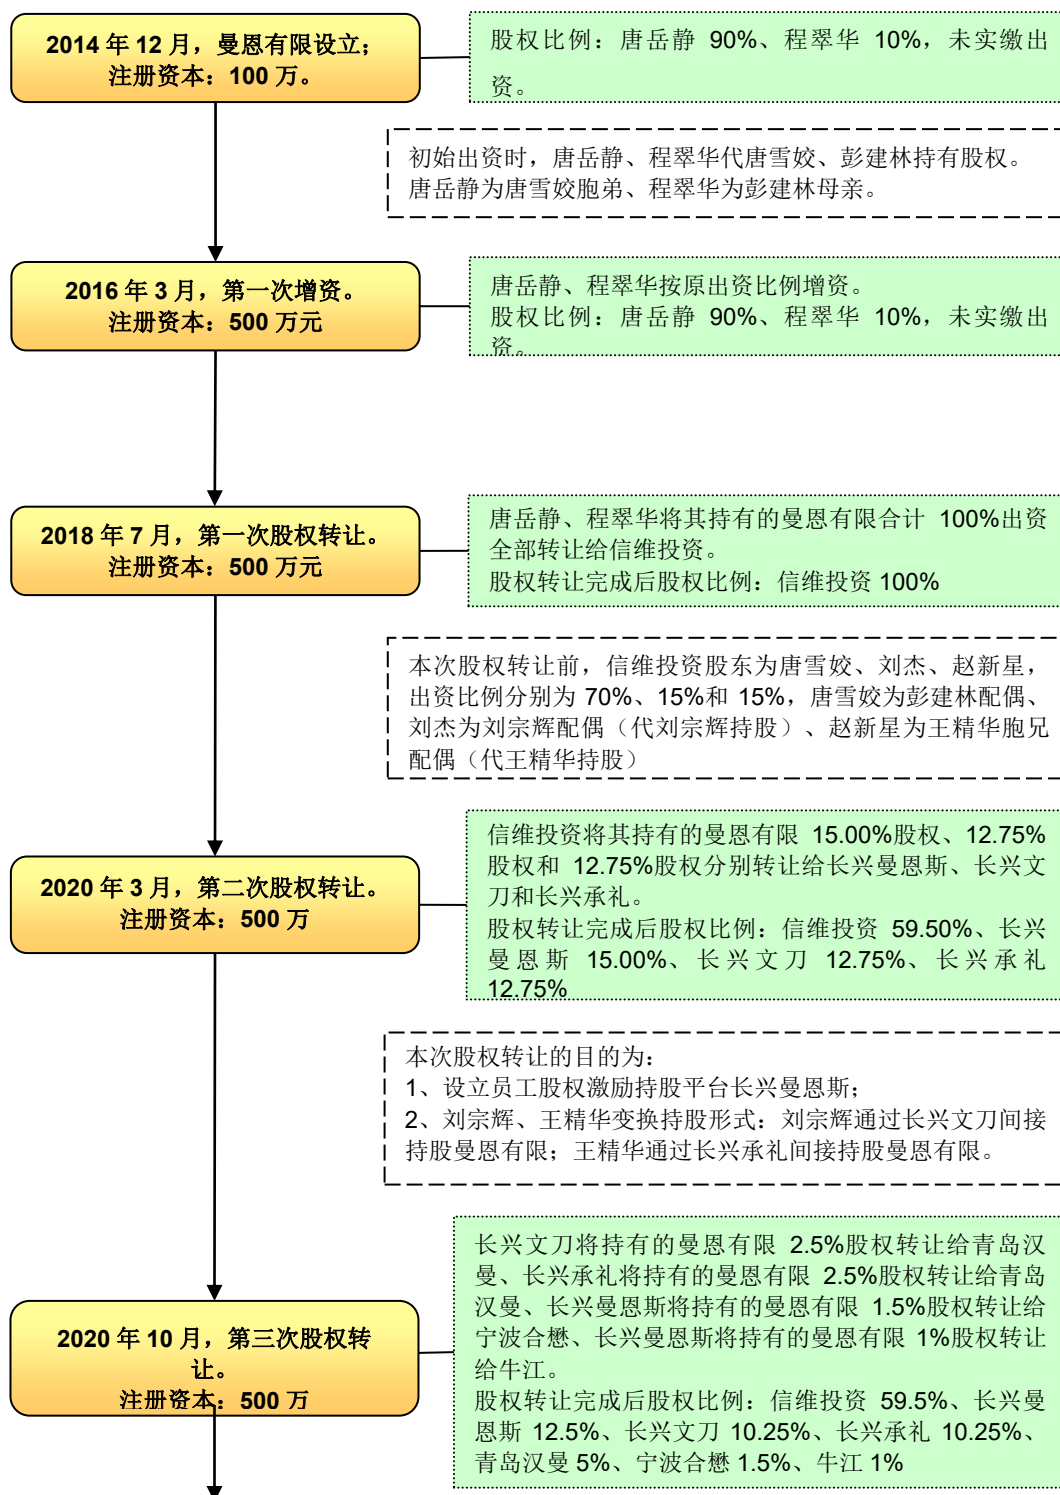 2014 年 12 月，曼恩有限设立；
注册资本：100 万。
股权比例：唐岳静 90%、程翠华 10%，未实缴出
资。
初始出资时，唐岳静、程翠华代唐雪姣、彭建林持有股权。
唐岳静为唐雪姣胞弟、程翠华为彭建林母亲。
2016 年 3 月，第一次增资。
注册资本：500 万元
唐岳静、程翠华按原出资比例增资。
股权比例：唐岳静 90%、程翠华 10%，未实缴出
资。
2018 年 7 月，第一次股权转让。
注册资本：500 万元
唐岳静、程翠华将其持有的曼恩有限合计 100%出资
全部转让给信维投资。
股权转让完成后股权比例：信维投资 100%
本次股权转让前，信维投资股东为唐雪姣、刘杰、赵新星，
出资比例分别为 70%、15%和 15%，唐雪姣为彭建林配偶、
刘杰为刘宗辉配偶（代刘宗辉持股）、赵新星为王精华胞兄
配偶（代王精华持股）
2020 年 3 月，第二次股权转让。
注册资本：500 万
信维投资将其持有的曼恩有限 15.00%股权、12.75%
股权和 12.75%股权分别转让给长兴曼恩斯、长兴文
刀和长兴承礼。
股权转让完成后股权比例：信维投资 59.50%、长兴
曼恩斯 15.00%、长兴文刀 12.75%、长兴承礼
12.75%
本次股权转让的目的为：
1、设立员工股权激励持股平台长兴曼恩斯；
2、刘宗辉、王精华变换持股形式：刘宗辉通过长兴文刀间接
持股曼恩有限；王精华通过长兴承礼间接持股曼恩有限。
2020 年 10 月，第三次股权转
让。
注册资本：500 万
长兴文刀将持有的曼恩有限 2.5%股权转让给青岛汉
曼、长兴承礼将持有的曼恩有限 2.5%股权转让给青岛
汉曼、长兴曼恩斯将持有的曼恩有限 1.5%股权转让给
宁波合懋、长兴曼恩斯将持有的曼恩有限 1%股权转让
给牛江。
股权转让完成后股权比例：信维投资 59.5%、长兴曼
恩斯 12.5%、长兴文刀 10.25%、长兴承礼 10.25%、
青岛汉曼 5%、宁波合懋 1.5%、牛江 1%